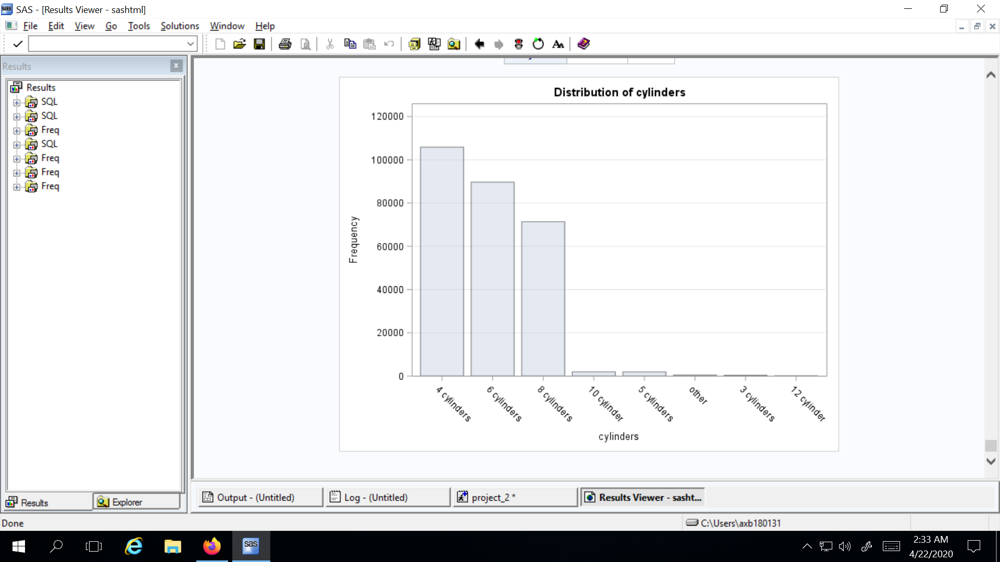 SAS - [Results Viewer - sashtml]
File Edit View Go Tools Solutions Window Help
Results
Results
SQL
SQL
Freq
SQL
Freq
Freq
Freq
Distribution of cylinders
120000
100000
80000
60000
40000
20000
0
Frequency
4 cylinders
6 cylinders
8 cylinders
10 cylinder
5 cylinders
other
3 cylinders
12 cylinder
cylinders
Results
Explorer
Output - (Untitled)
Log - (Untitled)
project_2 *
Results Viewer - sasht...
Done
C:\Users\axb180131
sas
2:33 AM
4/22/2020